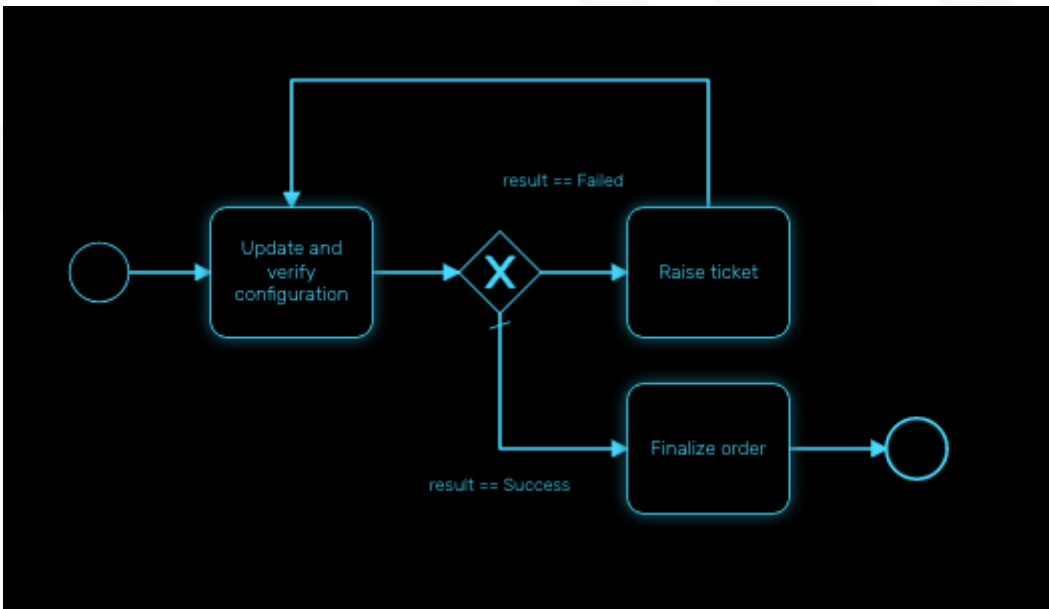 result == Failed
Update and
verify
configuration
X
Raise ticket
Finalize order
result == Success